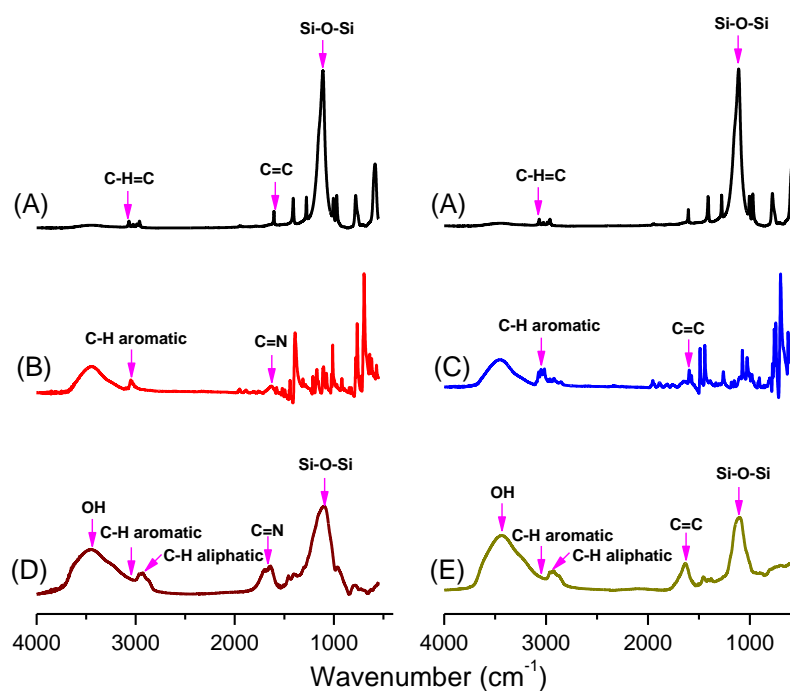 Si-O-Si
Si-O-Si
C-H=C
C=C
C-H=C
(A)
(A)
C-H aromatic
C=N
C-H aromatic
C=C
(B)
(C)
Si-O-Si
Si-O-Si
OH
C-H aromatic
C=N
OH
C-H aromatic
C=C
C-H aliphatic
C-H aliphatic
(D)
(E)
4000 3000 2000 1000
4000 3000 2000 1000
Wavenumber (cm⁻¹)